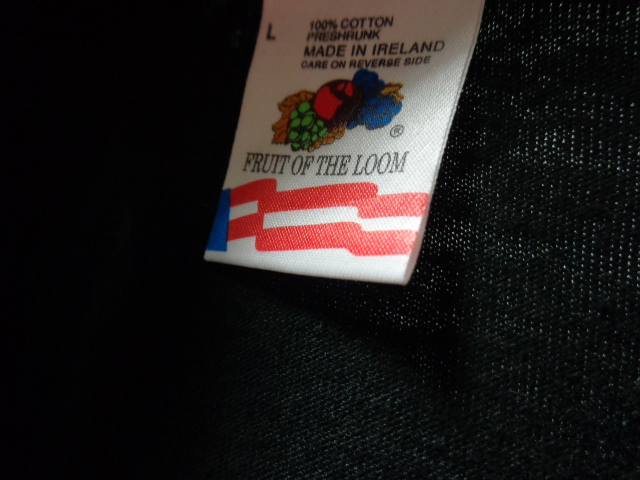 L
100% COTTON
PRESHRUNK
MADE IN IRELAND
CARE ON REVERSE SIDE
®
FRUIT OF THE LOOM